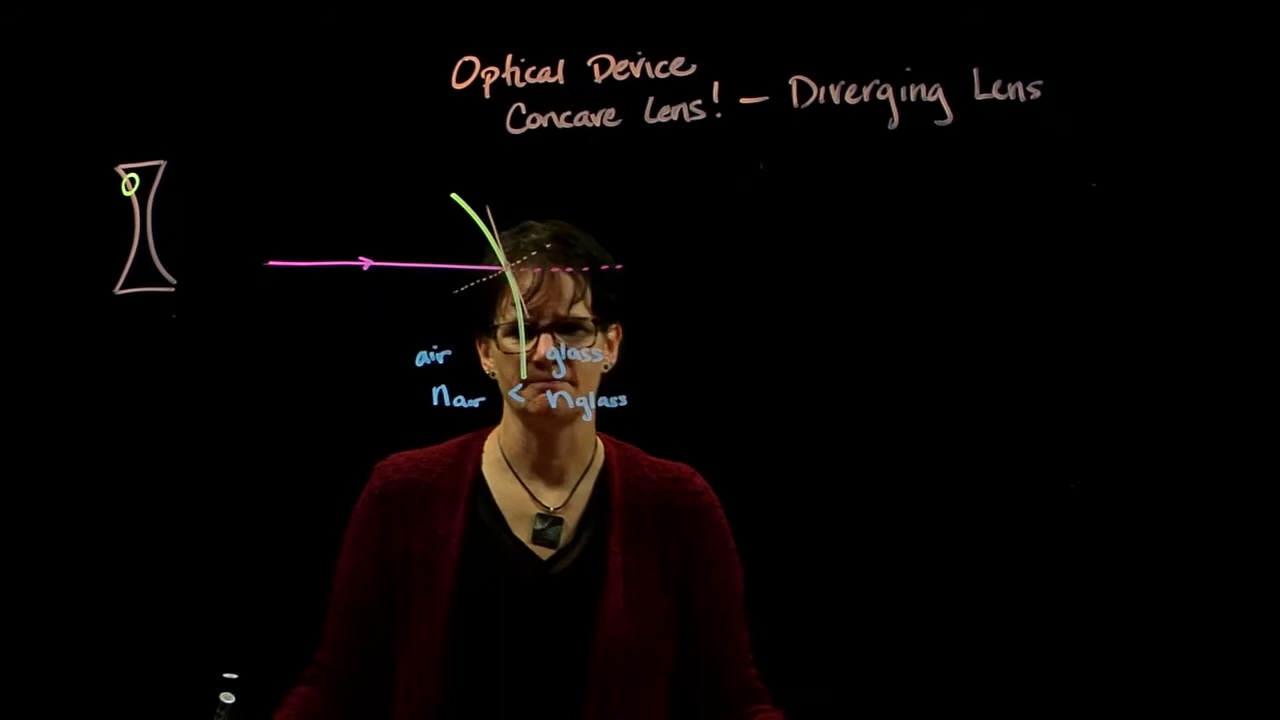 Optical Device
Concave Lens! — Diverging Lens
air glass
nair < nglass